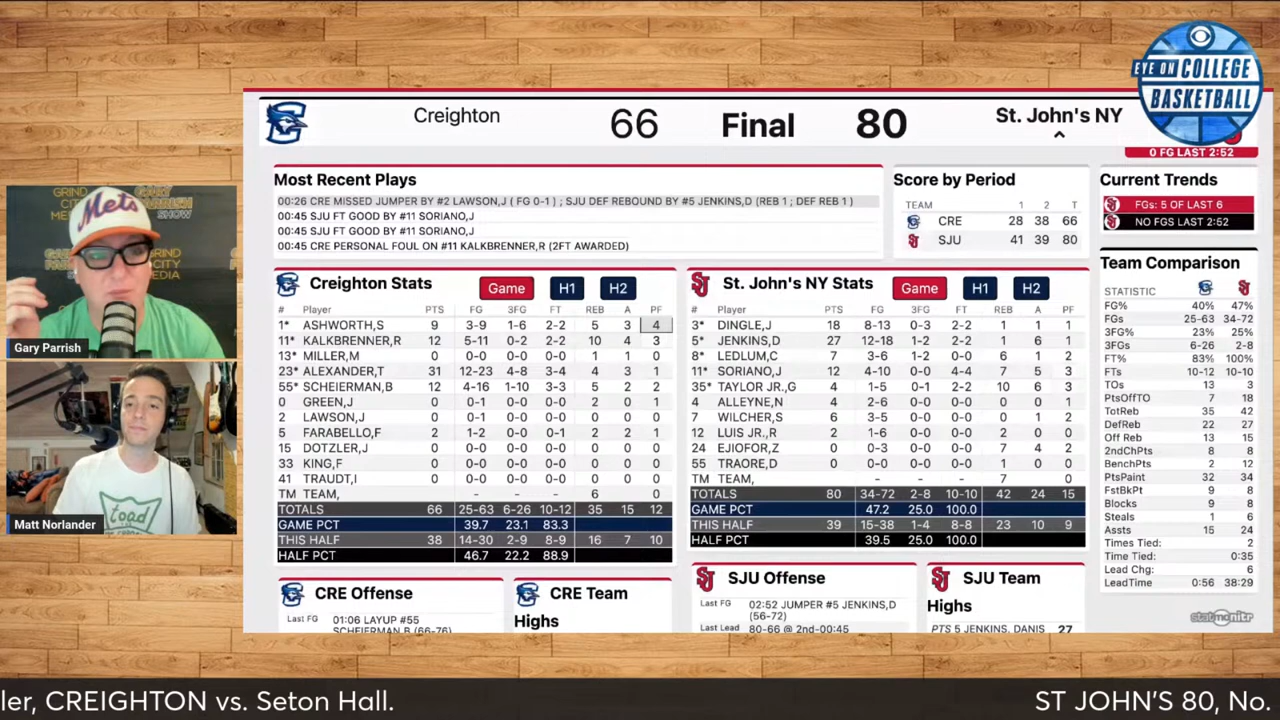 EYE ON COLLEGE
BASKETBALL
Creighton 66 Final 80 St. John's NY
0 FG LAST 2:52
Most Recent Plays
00:26 CRE MISSED JUMPER BY #2 LAWSON,J ( FG 0-1 ) ; SJU DEF REBOUND BY #5 JENKINS,D (REB 1 ; DEF REB 1 )
00:45 SJU FT GOOD BY #11 SORIANO,J
00:45 SJU FT GOOD BY #11 SORIANO,J
00:45 CRE PERSONAL FOUL ON #11 KALKBRENNER,R (2FT AWARDED)
Score by Period
TEAM 1 2 T
CRE 28 38 66
SJU 41 39 80
Current Trends
FGs: 5 OF LAST 6
NO FGS LAST 2:52
Creighton Stats Game H1 H2
# Player PTS FG 3FG FT REB A PF
1* ASHWORTH,S 9 3-9 1-6 2-2 5 3 4
11* KALKBRENNER,R 12 5-11 0-2 2-2 10 4 3
13* MILLER,M 0 0-0 0-0 0-0 1 1 0
23* ALEXANDER,T 31 12-23 4-8 3-4 4 3 1
55* SCHEIERMAN,B 12 4-16 1-10 3-3 5 2 2
0 GREEN,J 0 0-1 0-0 0-0 2 0 1
2 LAWSON,J 0 0-1 0-0 0-0 0 0 0
5 FARABELLO,F 2 1-2 0-0 0-1 2 2 1
15 DOTZLER,J 0 0-0 0-0 0-0 0 0 0
33 KING,F 0 0-0 0-0 0-0 0 0 0
41 TRAUDT,I 0 0-0 0-0 0-0 0 0 0
TM TEAM, - - - 6 0
TOTALS 66 25-63 6-26 10-12 35 15 12
GAME PCT 39.7 23.1 83.3
THIS HALF 38 14-30 2-9 8-9 16 7 10
HALF PCT 46.7 22.2 88.9
St. John's NY Stats Game H1 H2
# Player PTS FG 3FG FT REB A PF
3* DINGLE,J 18 8-13 0-3 2-2 1 1 1
5* JENKINS,D 27 12-18 1-2 2-2 1 6 1
8* LEDLUM,C 7 3-6 1-2 0-0 6 1 2
11* SORIANO,J 12 4-10 0-0 4-4 7 5 3
35* TAYLOR JR.,G 4 1-5 0-1 2-2 10 6 3
4 ALLEYNE,N 4 2-6 0-0 0-0 0 0 1
7 WILCHER,S 6 3-5 0-0 0-0 0 1 2
12 LUIS JR.,R 2 1-6 0-0 0-0 2 0 0
24 EJIOFOR,Z 0 0-3 0-0 0-0 7 4 2
55 TRAORE,D 0 0-0 0-0 0-0 1 0 0
TM TEAM, - - - 7 0
TOTALS 80 34-72 2-8 10-10 42 24 15
GAME PCT 47.2 25.0 100.0
THIS HALF 39 15-38 1-4 8-8 23 10 9
HALF PCT 39.5 25.0 100.0
Team Comparison
STATISTIC
FG% 40% 47%
FGs 25-63 34-72
3FG% 23% 25%
3FGs 6-26 2-8
FT% 83% 100%
FTs 10-12 10-10
TOs 13 3
PtsOffTO 7 18
TotReb 35 42
DefReb 22 27
Off Reb 13 15
2ndChPts 8 8
BenchPts 2 12
PtsPaint 32 34
FstBkPt 9 8
Blocks 9 8
Steals 1 6
Assts 15 24
Times Tied: 2
Time Tied: 0:35
Lead Chg: 6
LeadTime 0:56 38:29
CRE Offense
Last FG 01:06 LAYUP #55
SCHEIERMAN,B (66-76)
CRE Team
Highs
SJU Offense
Last FG 02:52 JUMPER #5 JENKINS,D
(56-72)
Last Lead 80-66 @ 2nd-00:45
SJU Team
Highs
PTS 5 JENKINS, DANIS 27
statmonitr
GRIND
CITY
MEDIA
GARY
PARRISH
SHOW
Mets
Gary Parrish
toad
Matt Norlander
ler, CREIGHTON vs. Seton Hall. ST JOHN'S 80, No.